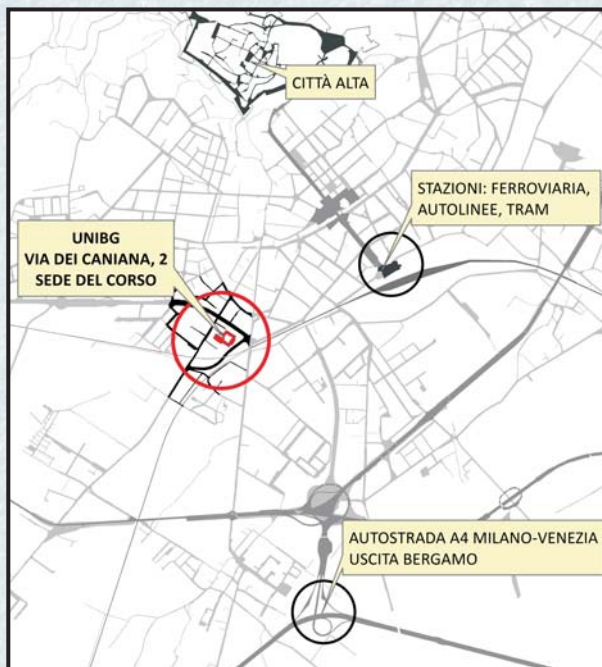 CITTÀ ALTA
STAZIONI: FERROVIARIA,
AUTOLINEE, TRAM
UNIBG
VIA DEI CANIANA, 2
SEDE DEL CORSO
AUTOSTRADA A4 MILANO-VENEZIA
USCITA BERGAMO